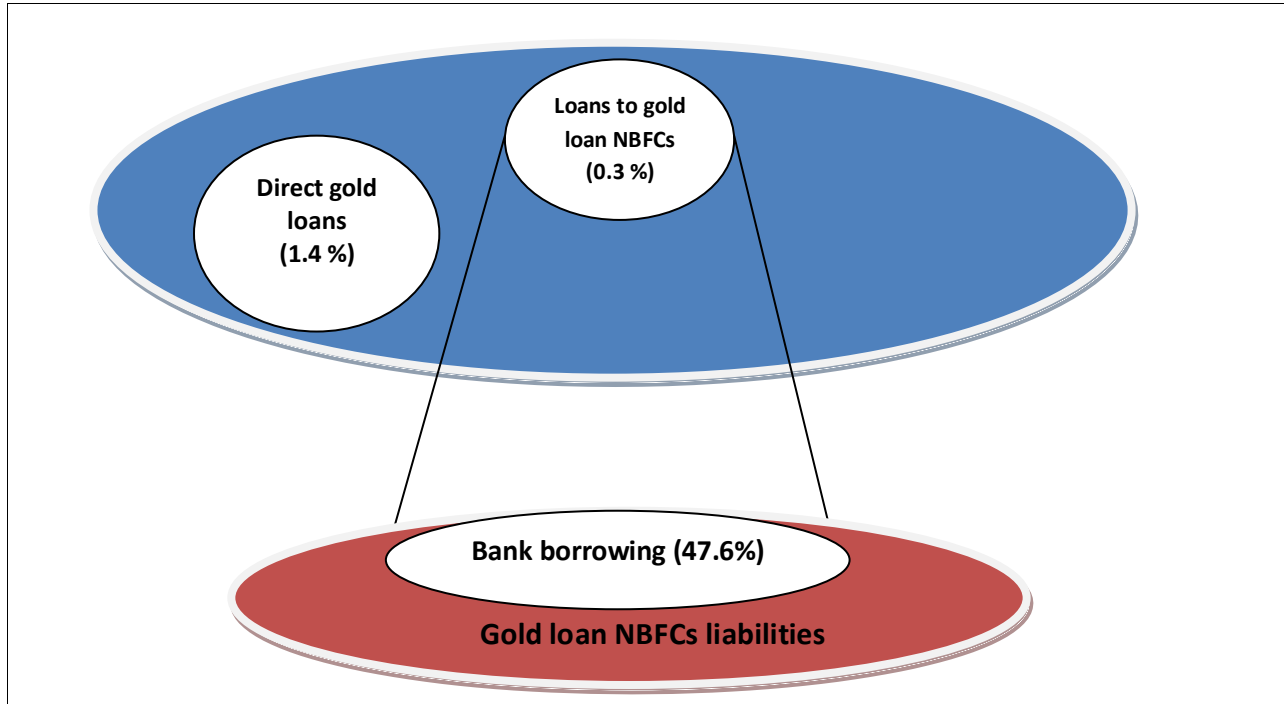 Loans to gold
loan NBFCs
(0.3 %)
Direct gold
loans
(1.4 %)
Bank borrowing (47.6%)
Gold loan NBFCs liabilities